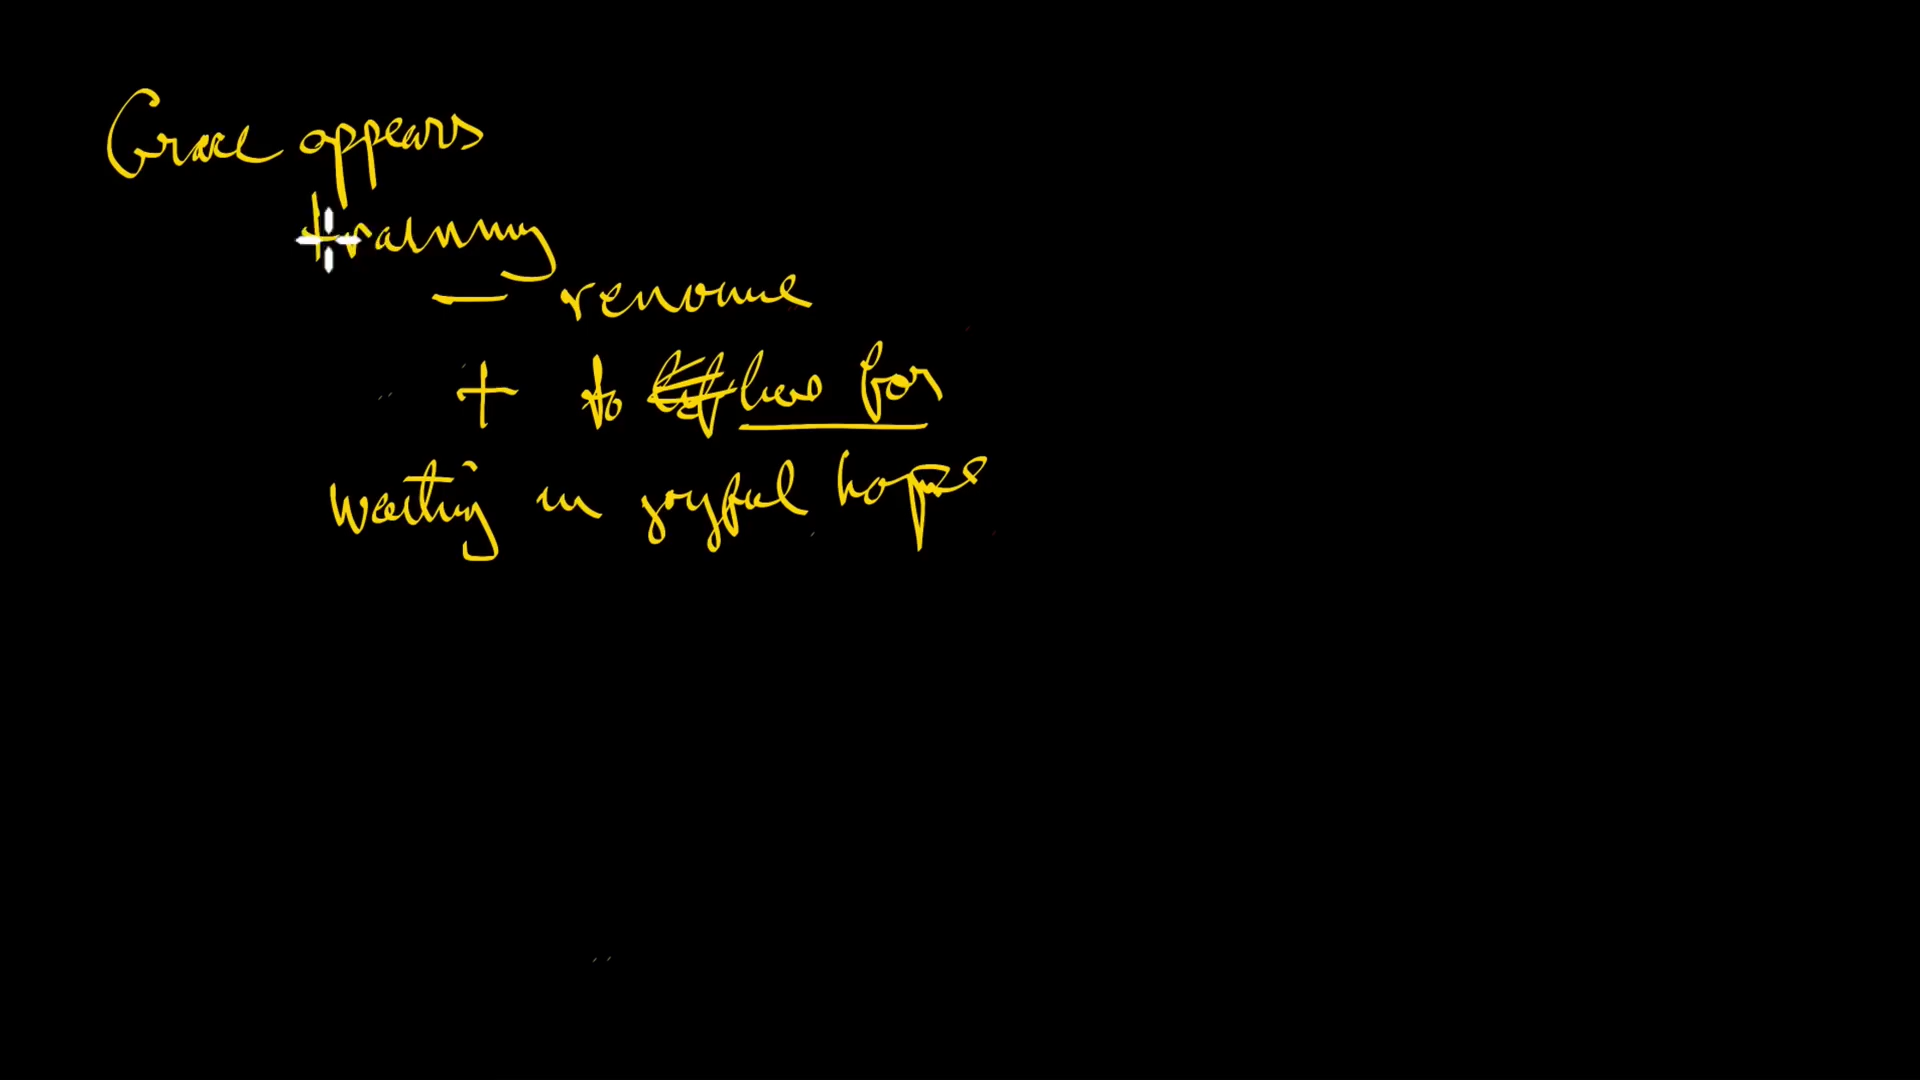 Grace appears
training
— renounce
+ to live for
waiting in joyful hope